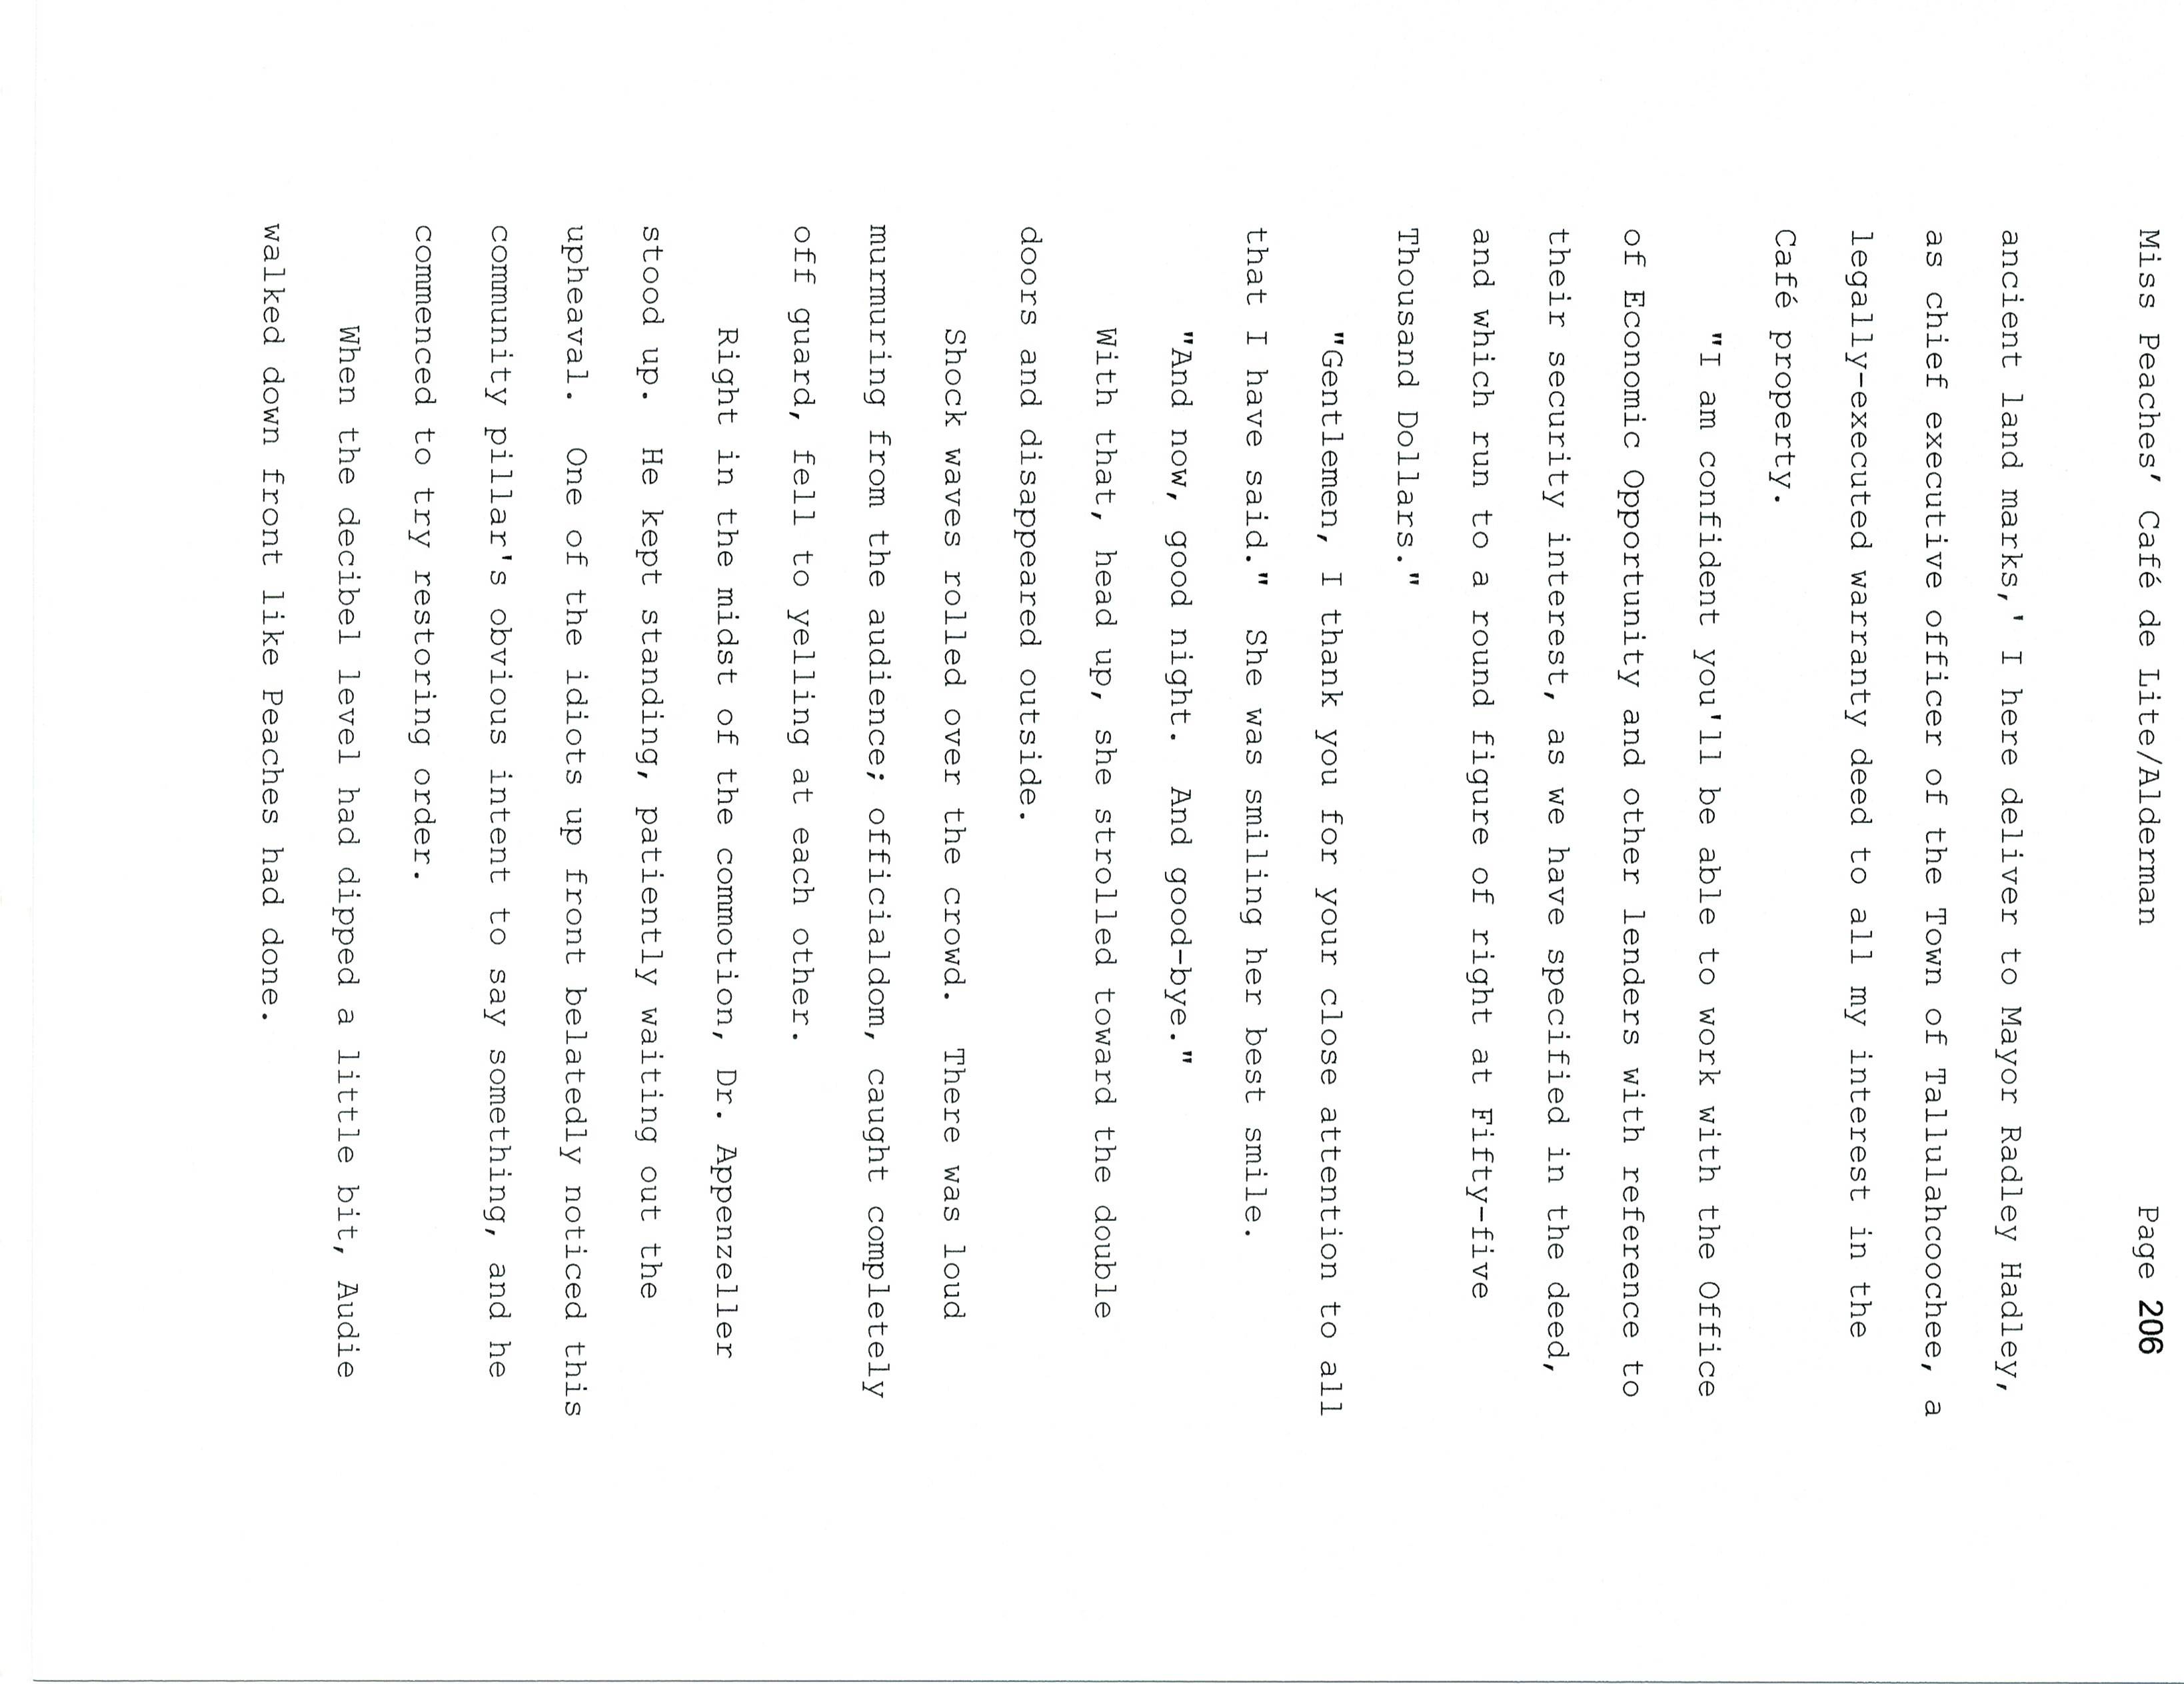 Miss Peaches’ Café de Lite/Alderman Page 206
ancient land marks,' I here deliver to Mayor Radley Hadley,
as chief executive officer of the Town of Tallulahcoochee, a
legally-executed warranty deed to all my interest in the
Café property.
"I am confident you'll be able to work with the Office
of Economic Opportunity and other lenders with reference to
their security interest, as we have specified in the deed,
and which run to a round figure of right at Fifty-five
Thousand Dollars."
"Gentlemen, I thank you for your close attention to all
that I have said." She was smiling her best smile.
"And now, good night. And good-bye."
With that, head up, she strolled toward the double
doors and disappeared outside.
Shock waves rolled over the crowd. There was loud
murmuring from the audience; officialdom, caught completely
off guard, fell to yelling at each other.
Right in the midst of the commotion, Dr. Appenzeller
stood up. He kept standing, patiently waiting out the
upheaval. One of the idiots up front belatedly noticed this
community pillar's obvious intent to say something, and he
commenced to try restoring order.
When the decibel level had dipped a little bit, Audie
walked down front like Peaches had done.